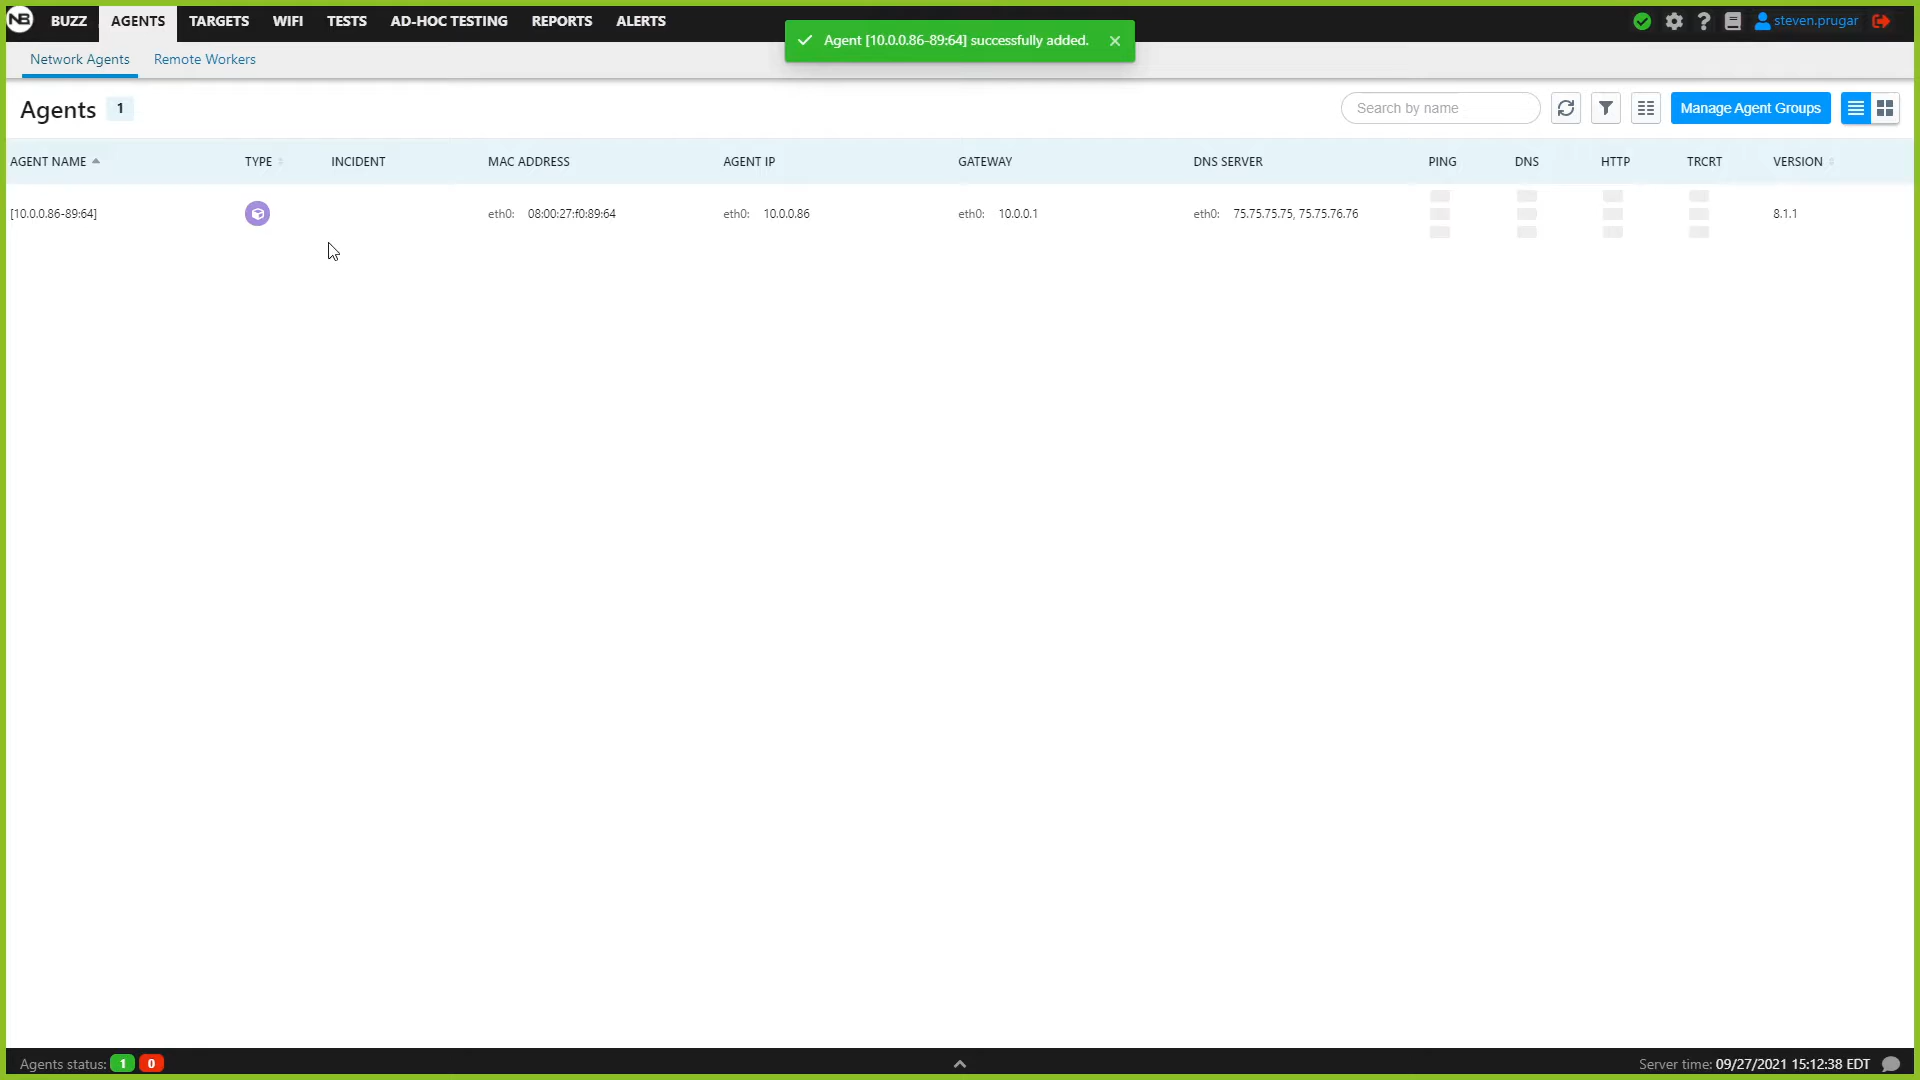 NB BUZZ AGENTS TARGETS WIFI TESTS AD-HOC TESTING REPORTS ALERTS ? steven.prugar
Agent [10.0.0.86-89:64] successfully added.
Network Agents Remote Workers
Agents 1 Search by name Manage Agent Groups
AGENT NAME TYPE INCIDENT MAC ADDRESS AGENT IP GATEWAY DNS SERVER PING DNS HTTP TRCRT VERSION
[10.0.0.86-89:64] eth0: 08:00:27:f0:89:64 eth0: 10.0.0.86 eth0: 10.0.0.1 eth0: 75.75.75.75, 75.75.76.76 8.1.1
Agents status: 1 0 Server time: 09/27/2021 15:12:38 EDT